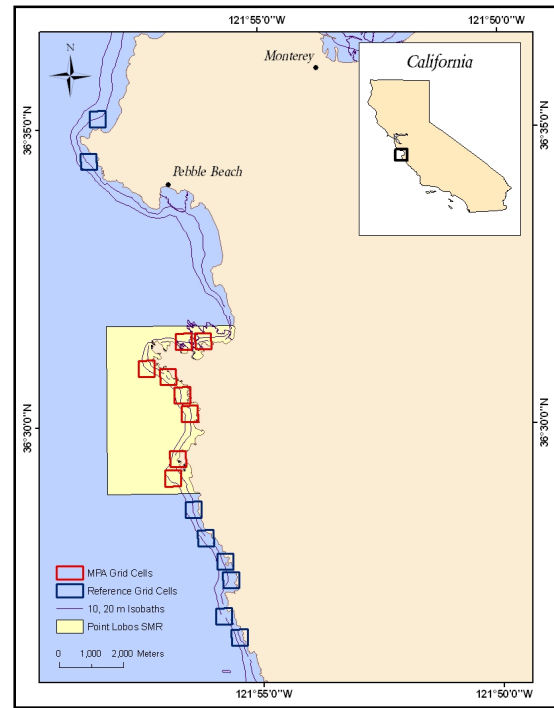 121°55'0"W
121°50'0"W
N
Monterey
California
36°35'0"N
36°35'0"N
Pebble Beach
36°30'0"N
36°30'0"N
MPA Grid Cells
Reference Grid Cells
10, 20 m Isobaths
Point Lobos SMR
0 1,000 2,000 Meters
121°55'0"W
121°50'0"W